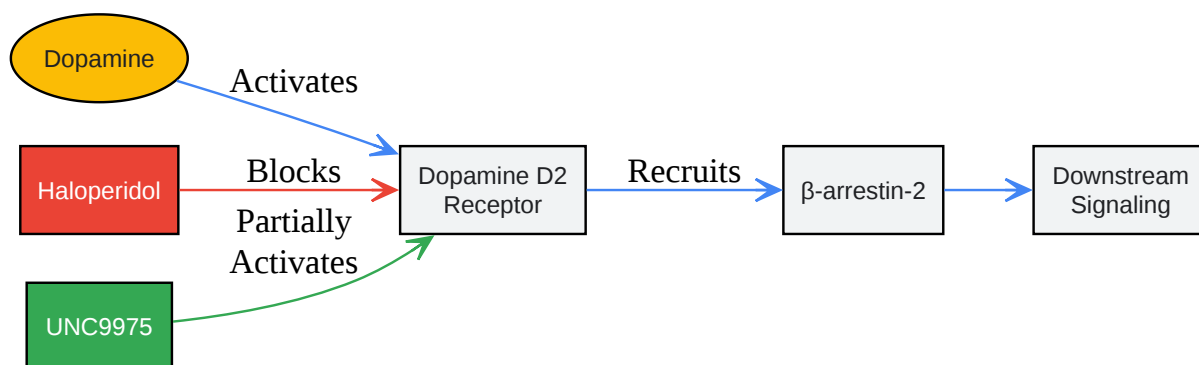 Dopamine
Activates
Haloperidol
Blocks
Dopamine D2
Receptor
Recruits
β-arrestin-2
Downstream
Signaling
Partially
Activates
UNC9975